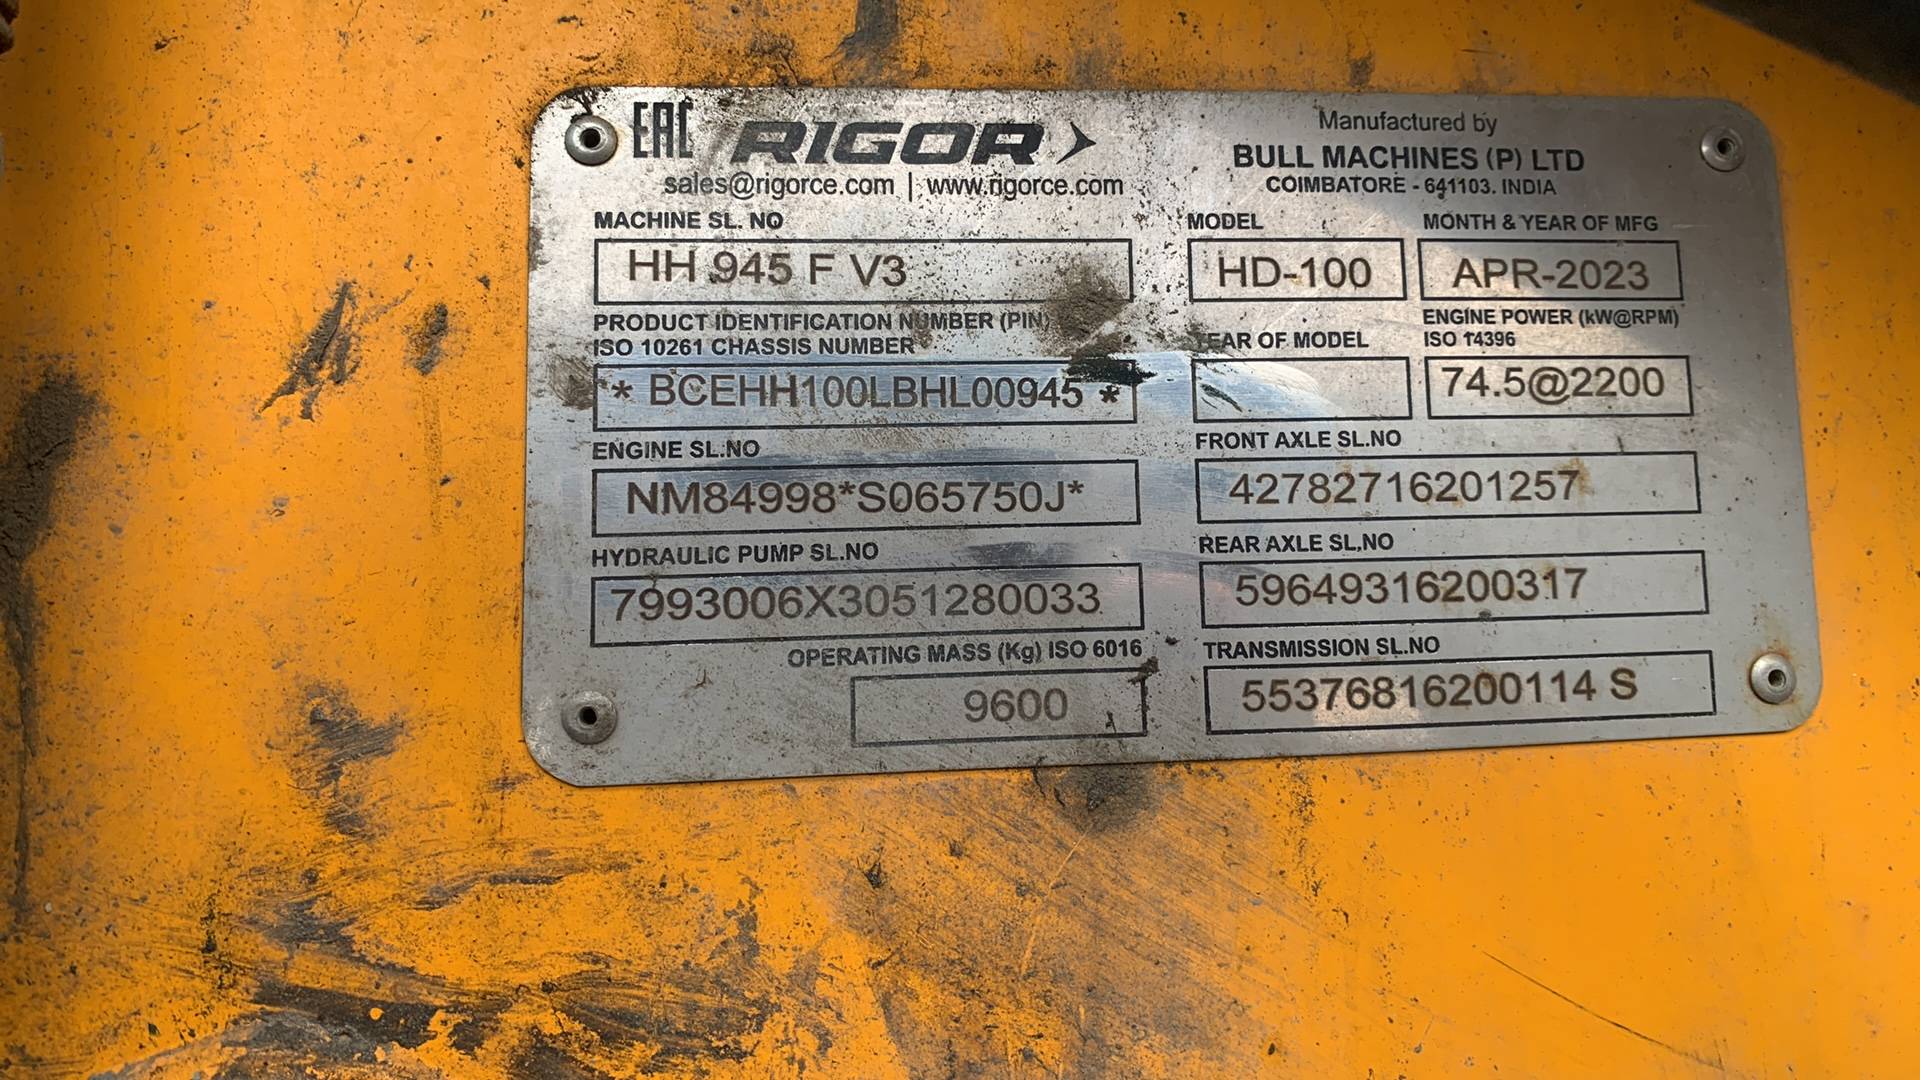 EAC RIGOR
sales@rigorce.com | www.rigorce.com
Manufactured by
BULL MACHINES (P) LTD
COIMBATORE - 641103. INDIA
MACHINE SL. NO
HH 945 F V3
MODEL
HD-100
MONTH & YEAR OF MFG
APR-2023
PRODUCT IDENTIFICATION NUMBER (PIN)
ISO 10261 CHASSIS NUMBER
* BCEHH100LBHL00945 *
YEAR OF MODEL
ENGINE POWER (kW@RPM)
ISO 14396
74.5@2200
ENGINE SL.NO
NM84998*S065750J*
FRONT AXLE SL.NO
42782716201257
HYDRAULIC PUMP SL.NO
7993006X3051280033
REAR AXLE SL.NO
59649316200317
OPERATING MASS (Kg) ISO 6016
9600
TRANSMISSION SL.NO
55376816200114 S